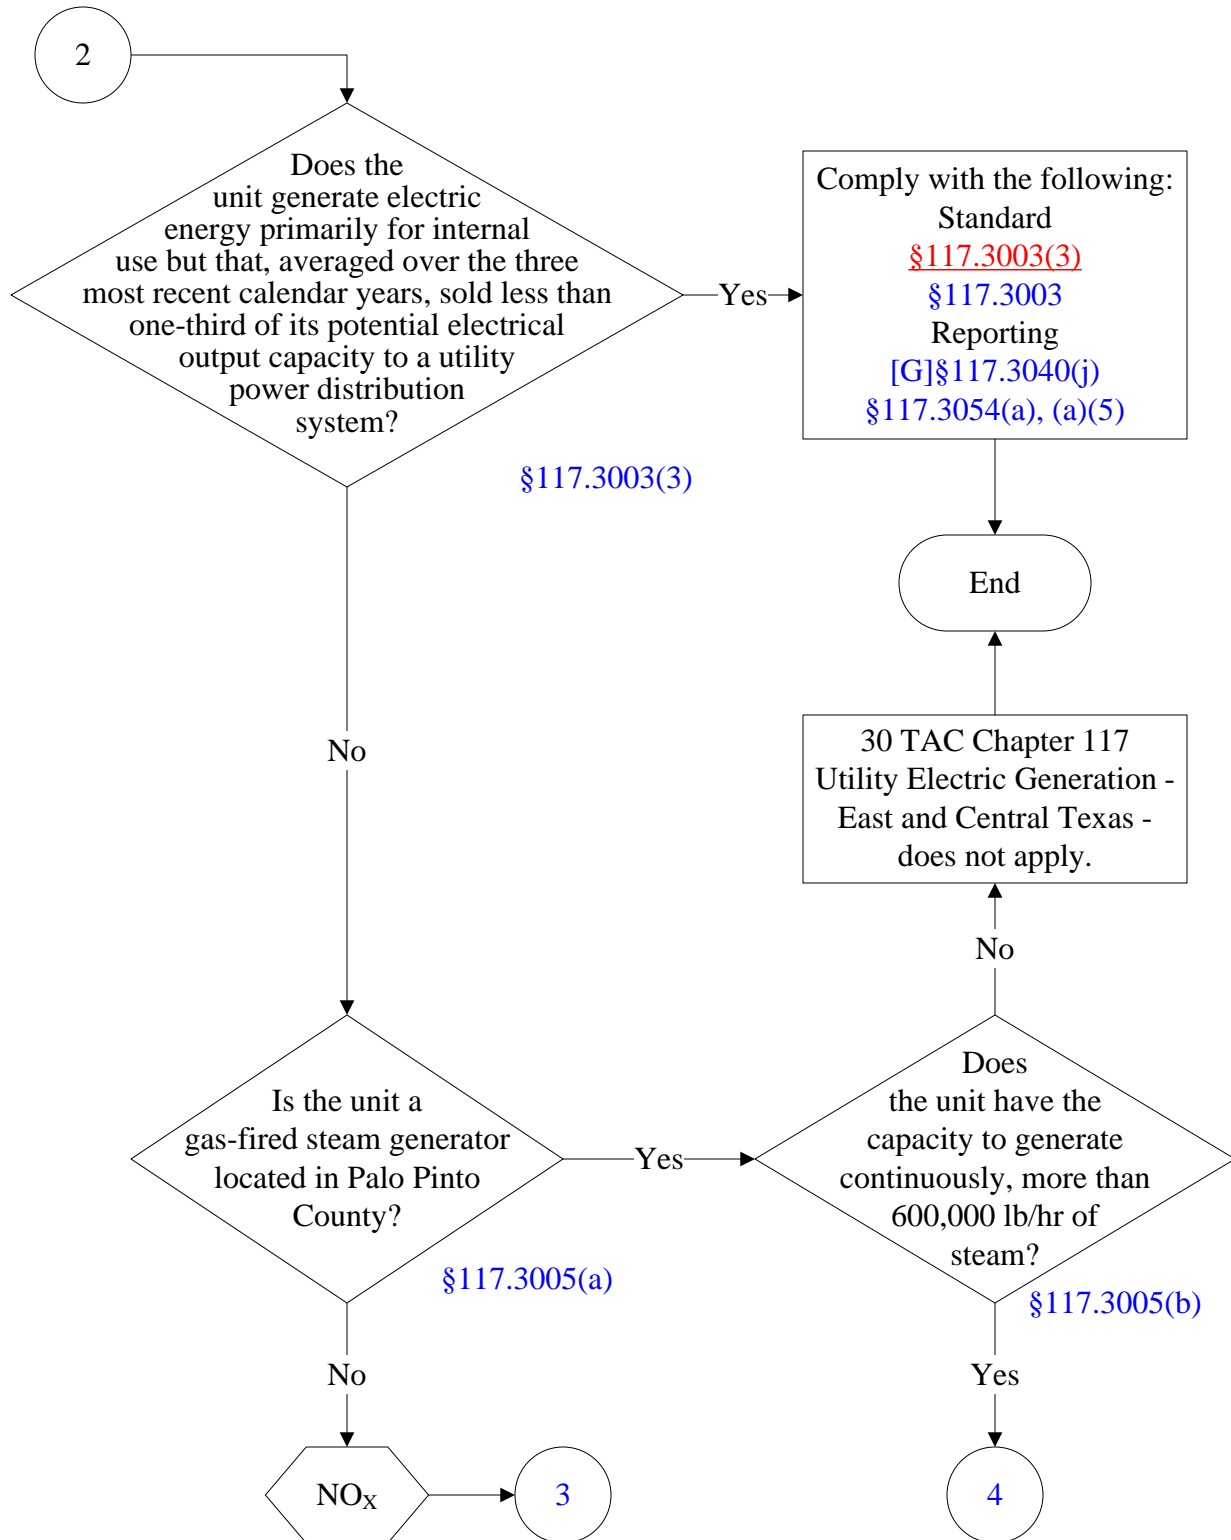 2
Does the
unit generate electric
energy primarily for internal
use but that, averaged over the three
most recent calendar years, sold less than
one-third of its potential electrical
output capacity to a utility
power distribution
system?
§117.3003(3)
Yes
Comply with the following:
Standard
§117.3003(3)
§117.3003
Reporting
[G]§117.3040(j)
§117.3054(a), (a)(5)
End
No
30 TAC Chapter 117
Utility Electric Generation -
East and Central Texas -
does not apply.
No
Is the unit a
gas-fired steam generator
located in Palo Pinto
County?
§117.3005(a)
Yes
Does
the unit have the
capacity to generate
continuously, more than
600,000 lb/hr of
steam?
§117.3005(b)
No
Yes
NOX
3
4